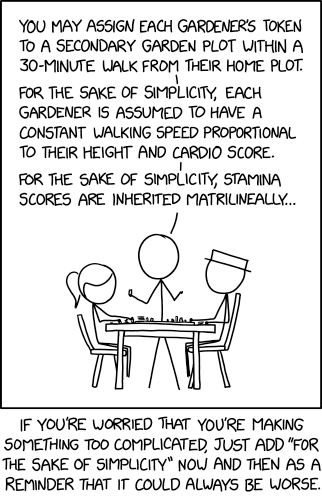 YOU MAY ASSIGN EACH GARDENER'S TOKEN
TO A SECONDARY GARDEN PLOT WITHIN A
30-MINUTE WALK FROM THEIR HOME PLOT.
FOR THE SAKE OF SIMPLICITY, EACH
GARDENER IS ASSUMED TO HAVE A
CONSTANT WALKING SPEED PROPORTIONAL
TO THEIR HEIGHT AND CARDIO SCORE.
FOR THE SAKE OF SIMPLICITY, STAMINA
SCORES ARE INHERITED MATRILINEALLY...
IF YOU'RE WORRIED THAT YOU'RE MAKING
SOMETHING TOO COMPLICATED, JUST ADD "FOR
THE SAKE OF SIMPLICITY" NOW AND THEN AS A
REMINDER THAT IT COULD ALWAYS BE WORSE.